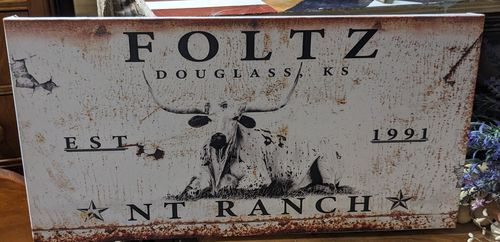 FOLTZ
DOUGLASS, KS
EST 1991
NT RANCH